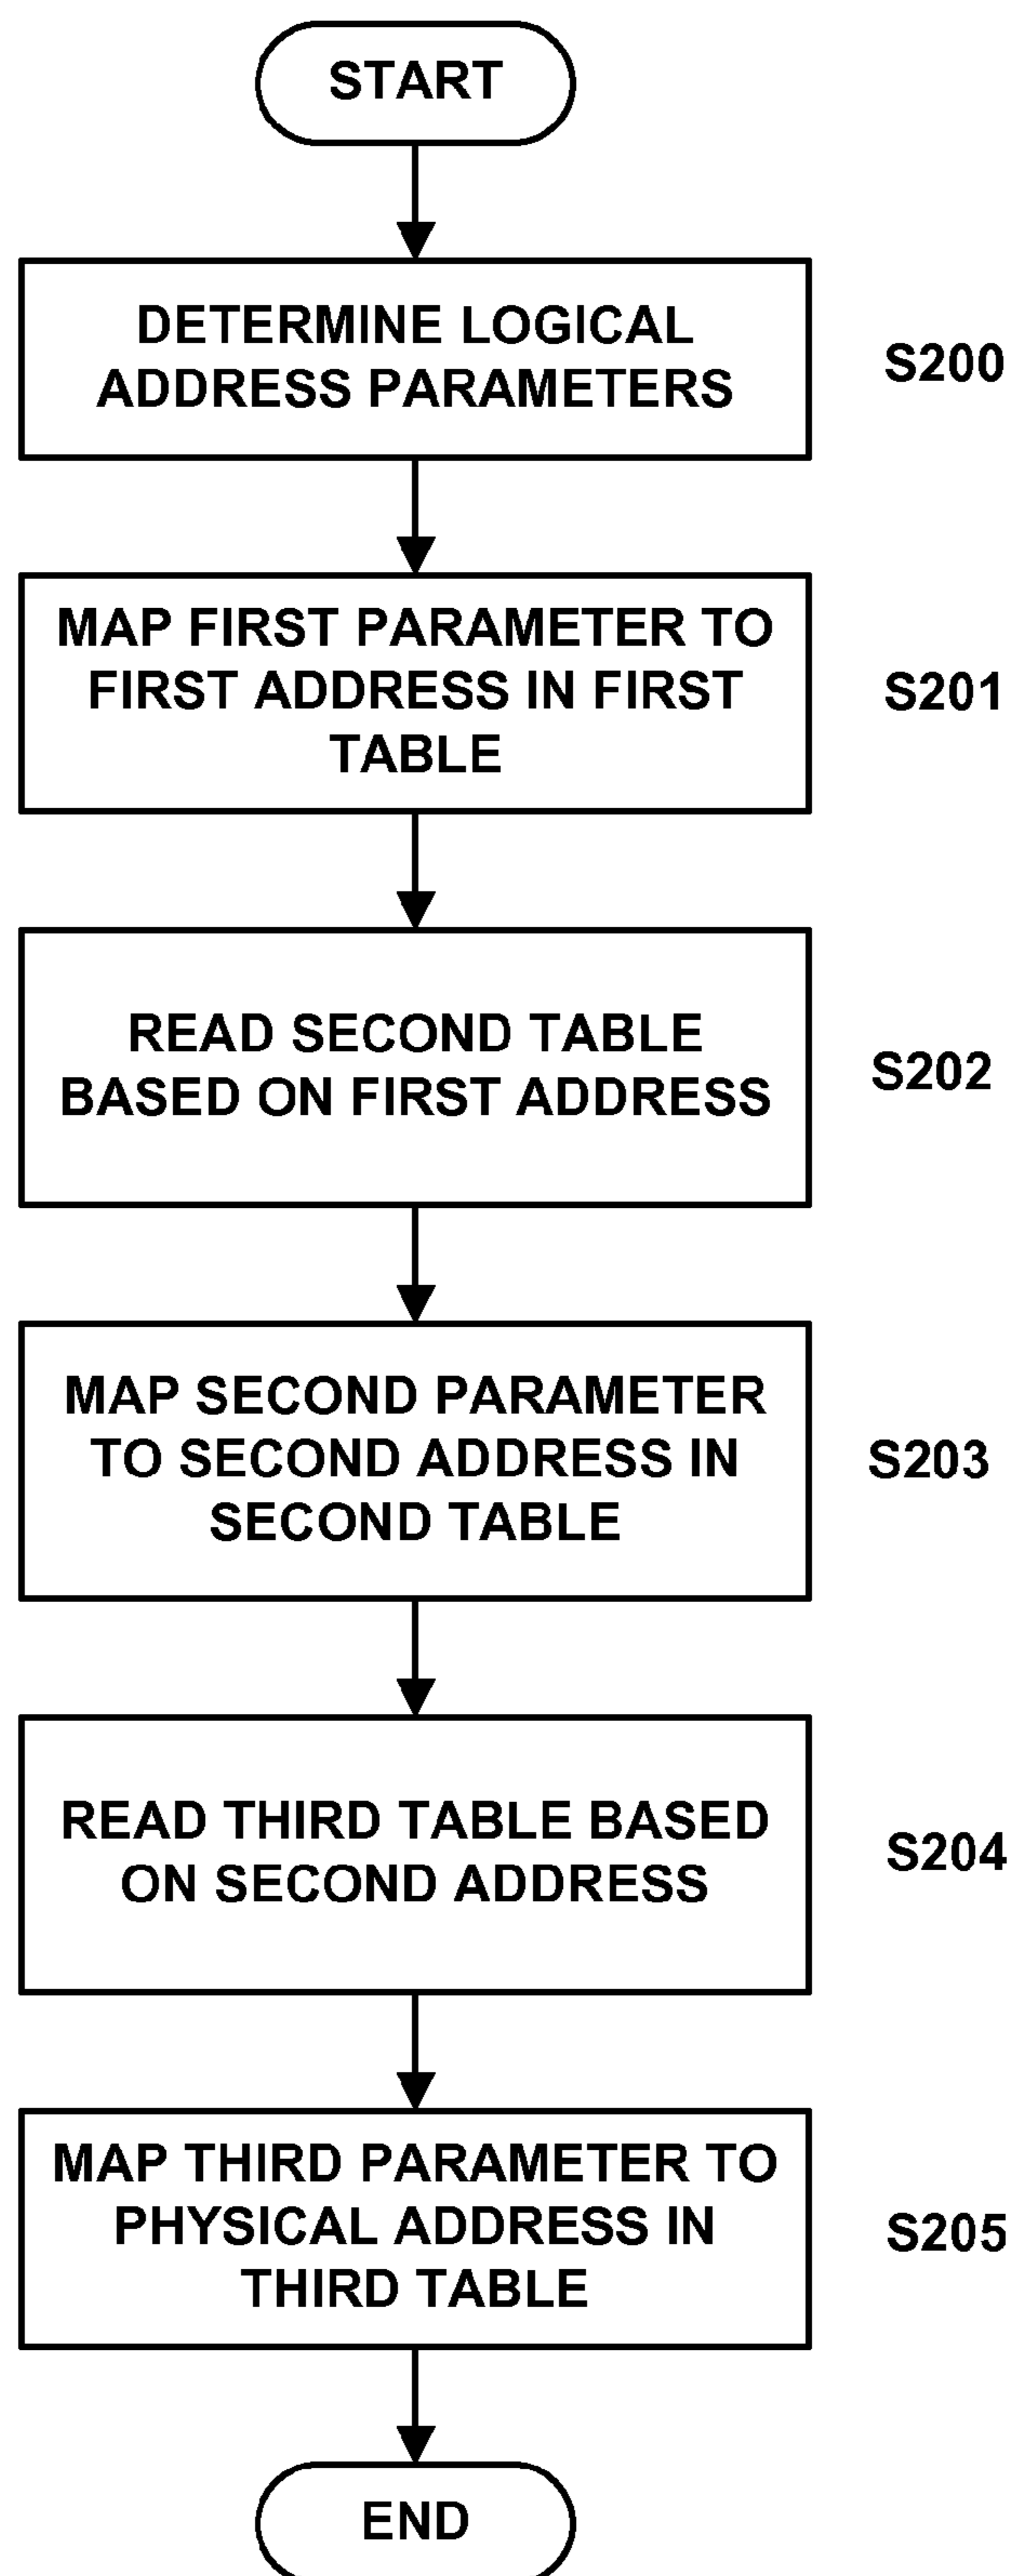 START
DETERMINE LOGICAL
ADDRESS PARAMETERS
S200
MAP FIRST PARAMETER TO
FIRST ADDRESS IN FIRST
TABLE
S201
READ SECOND TABLE
BASED ON FIRST ADDRESS
S202
MAP SECOND PARAMETER
TO SECOND ADDRESS IN
SECOND TABLE
S203
READ THIRD TABLE BASED
ON SECOND ADDRESS
S204
MAP THIRD PARAMETER TO
PHYSICAL ADDRESS IN
THIRD TABLE
S205
END